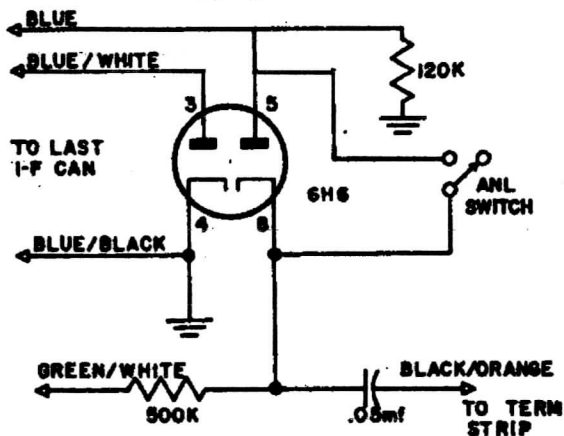 BLUE
BLUE/WHITE
120K
3 5
TO LAST
I-F CAN
6H6
ANL
SWITCH
4 8
BLUE/BLACK
GREEN/WHITE
BLACK/ORANGE
500K
.05mf
TO TERM
STRIP